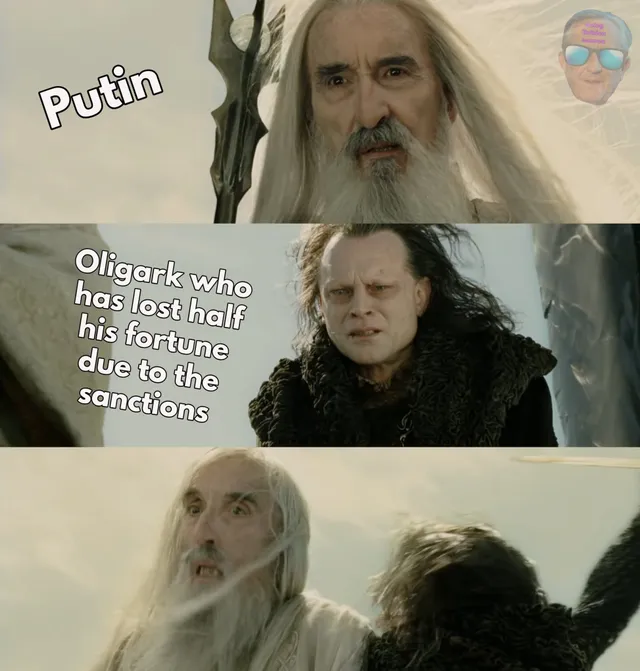 Putin
Oligark who
has lost half
his fortune
due to the
sanctions